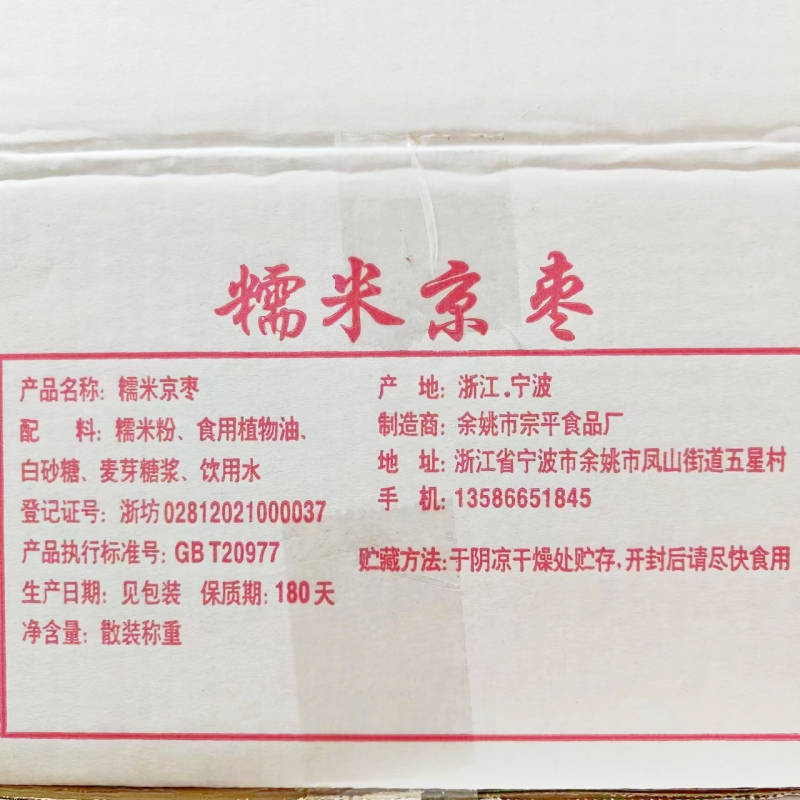 糯米京枣
产品名称：糯米京枣
配 料：糯米粉、食用植物油、
白砂糖、麦芽糖浆、饮用水
登记证号：浙坊02812021000037
产品执行标准号：GB T20977
生产日期：见包装 保质期：180天
净含量：散装称重
产 地：浙江.宁波
制造商：余姚市宗平食品厂
地 址：浙江省宁波市余姚市凤山街道五星村
手 机：13586651845
贮藏方法：于阴凉干燥处贮存，开封后请尽快食用